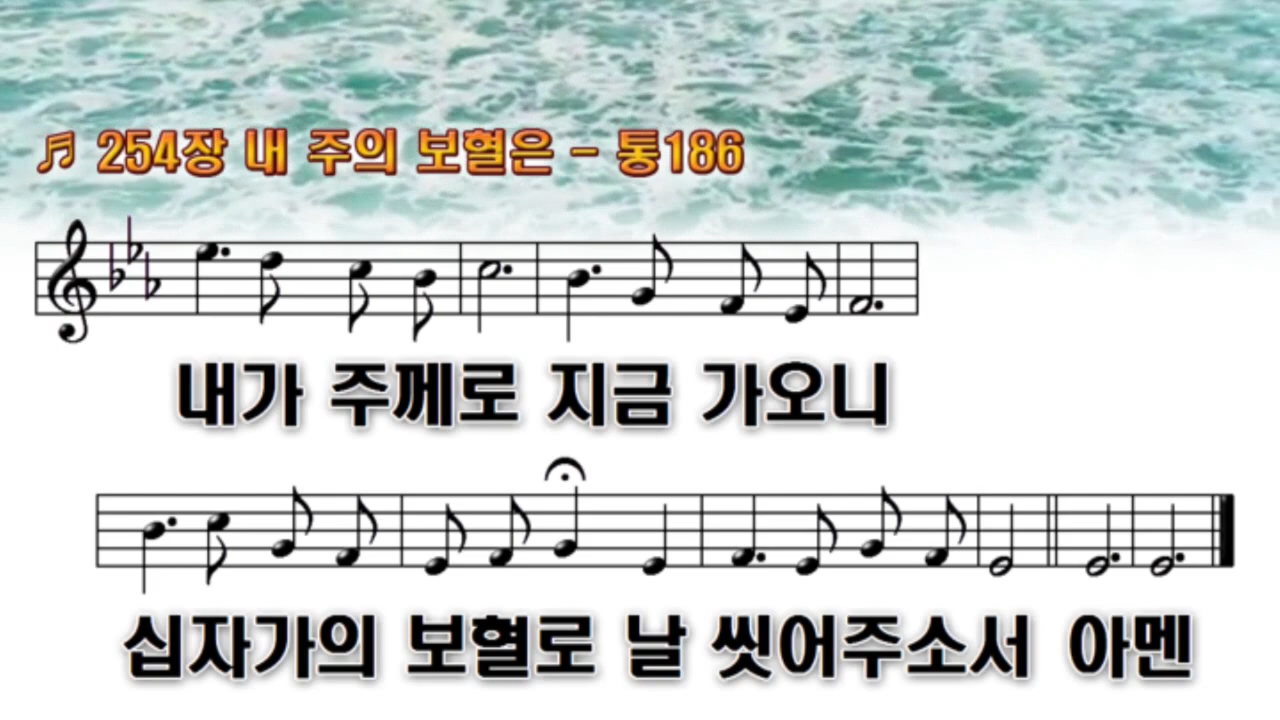 ♬ 254장 내 주의 보혈은 - 통186
내가 주께로 지금 가오니
십자가의 보혈로 날 씻어주소서 아멘